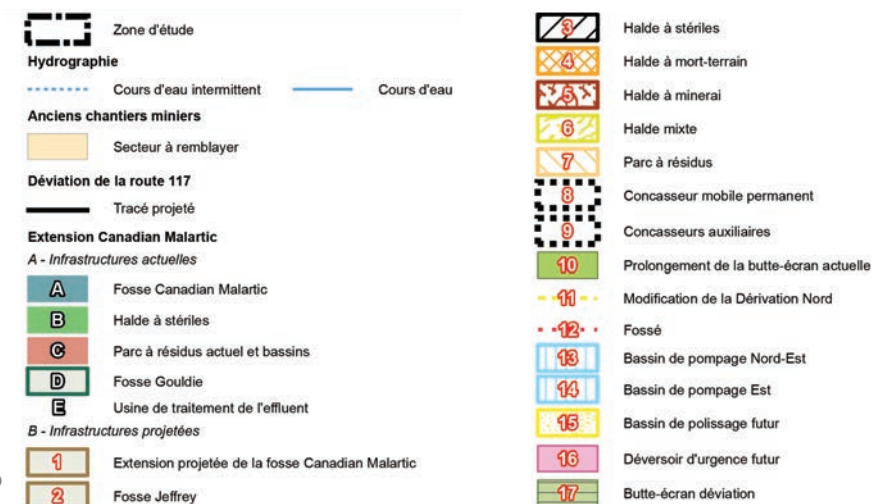 Zone d'étude
Hydrographie
Cours d'eau intermittent Cours d'eau
Anciens chantiers miniers
Secteur à remblayer
Déviation de la route 117
Tracé projeté
Extension Canadian Malartic
A - Infrastructures actuelles
A Fosse Canadian Malartic
B Halde à stériles
C Parc à résidus actuel et bassins
D Fosse Gouldie
E Usine de traitement de l'effluent
B - Infrastructures projetées
1 Extension projetée de la fosse Canadian Malartic
2 Fosse Jeffrey
3 Halde à stériles
4 Halde à mort-terrain
5 Halde à minerai
6 Halde mixte
7 Parc à résidus
8 Concasseur mobile permanent
9 Concasseurs auxiliaires
10 Prolongement de la butte-écran actuelle
11 Modification de la Dérivation Nord
12 Fossé
13 Bassin de pompage Nord-Est
14 Bassin de pompage Est
15 Bassin de polissage futur
16 Déversoir d'urgence futur
17 Butte-écran déviation